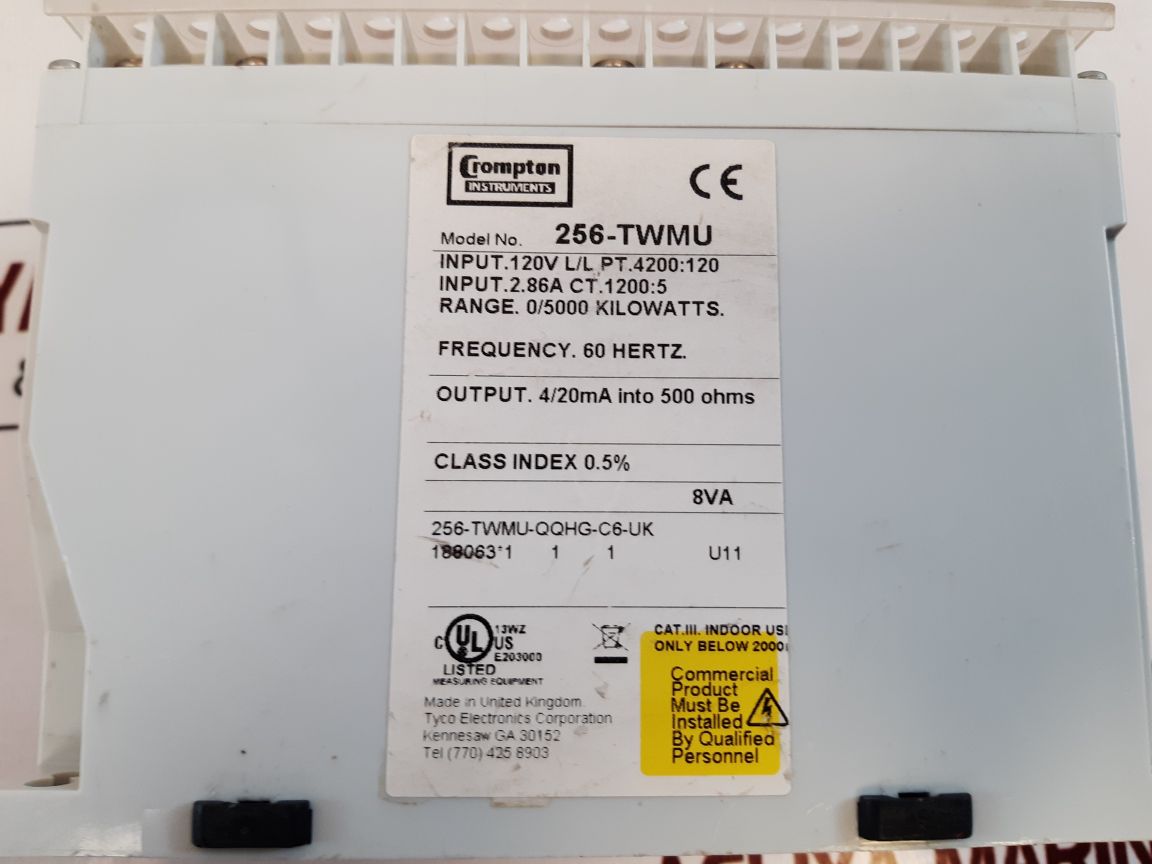 Crompton
INSTRUMENTS
CE
Model No. 256-TWMU
INPUT.120V L/L PT.4200:120
INPUT.2.86A CT.1200:5
RANGE. 0/5000 KILOWATTS.
FREQUENCY. 60 HERTZ.
OUTPUT. 4/20mA into 500 ohms
CLASS INDEX 0.5%
8VA
256-TWMU-QQHG-C6-UK
188063*1 1 1 U11
13WZ
C UL US
E203000
LISTED
MEASURING EQUIPMENT
CAT.III. INDOOR USE
ONLY BELOW 2000
Commercial
Product
Must Be
Installed
By Qualified
Personnel
Made in United Kingdom.
Tyco Electronics Corporation
Kennesaw GA 30152
Tel (770) 425 8903
&